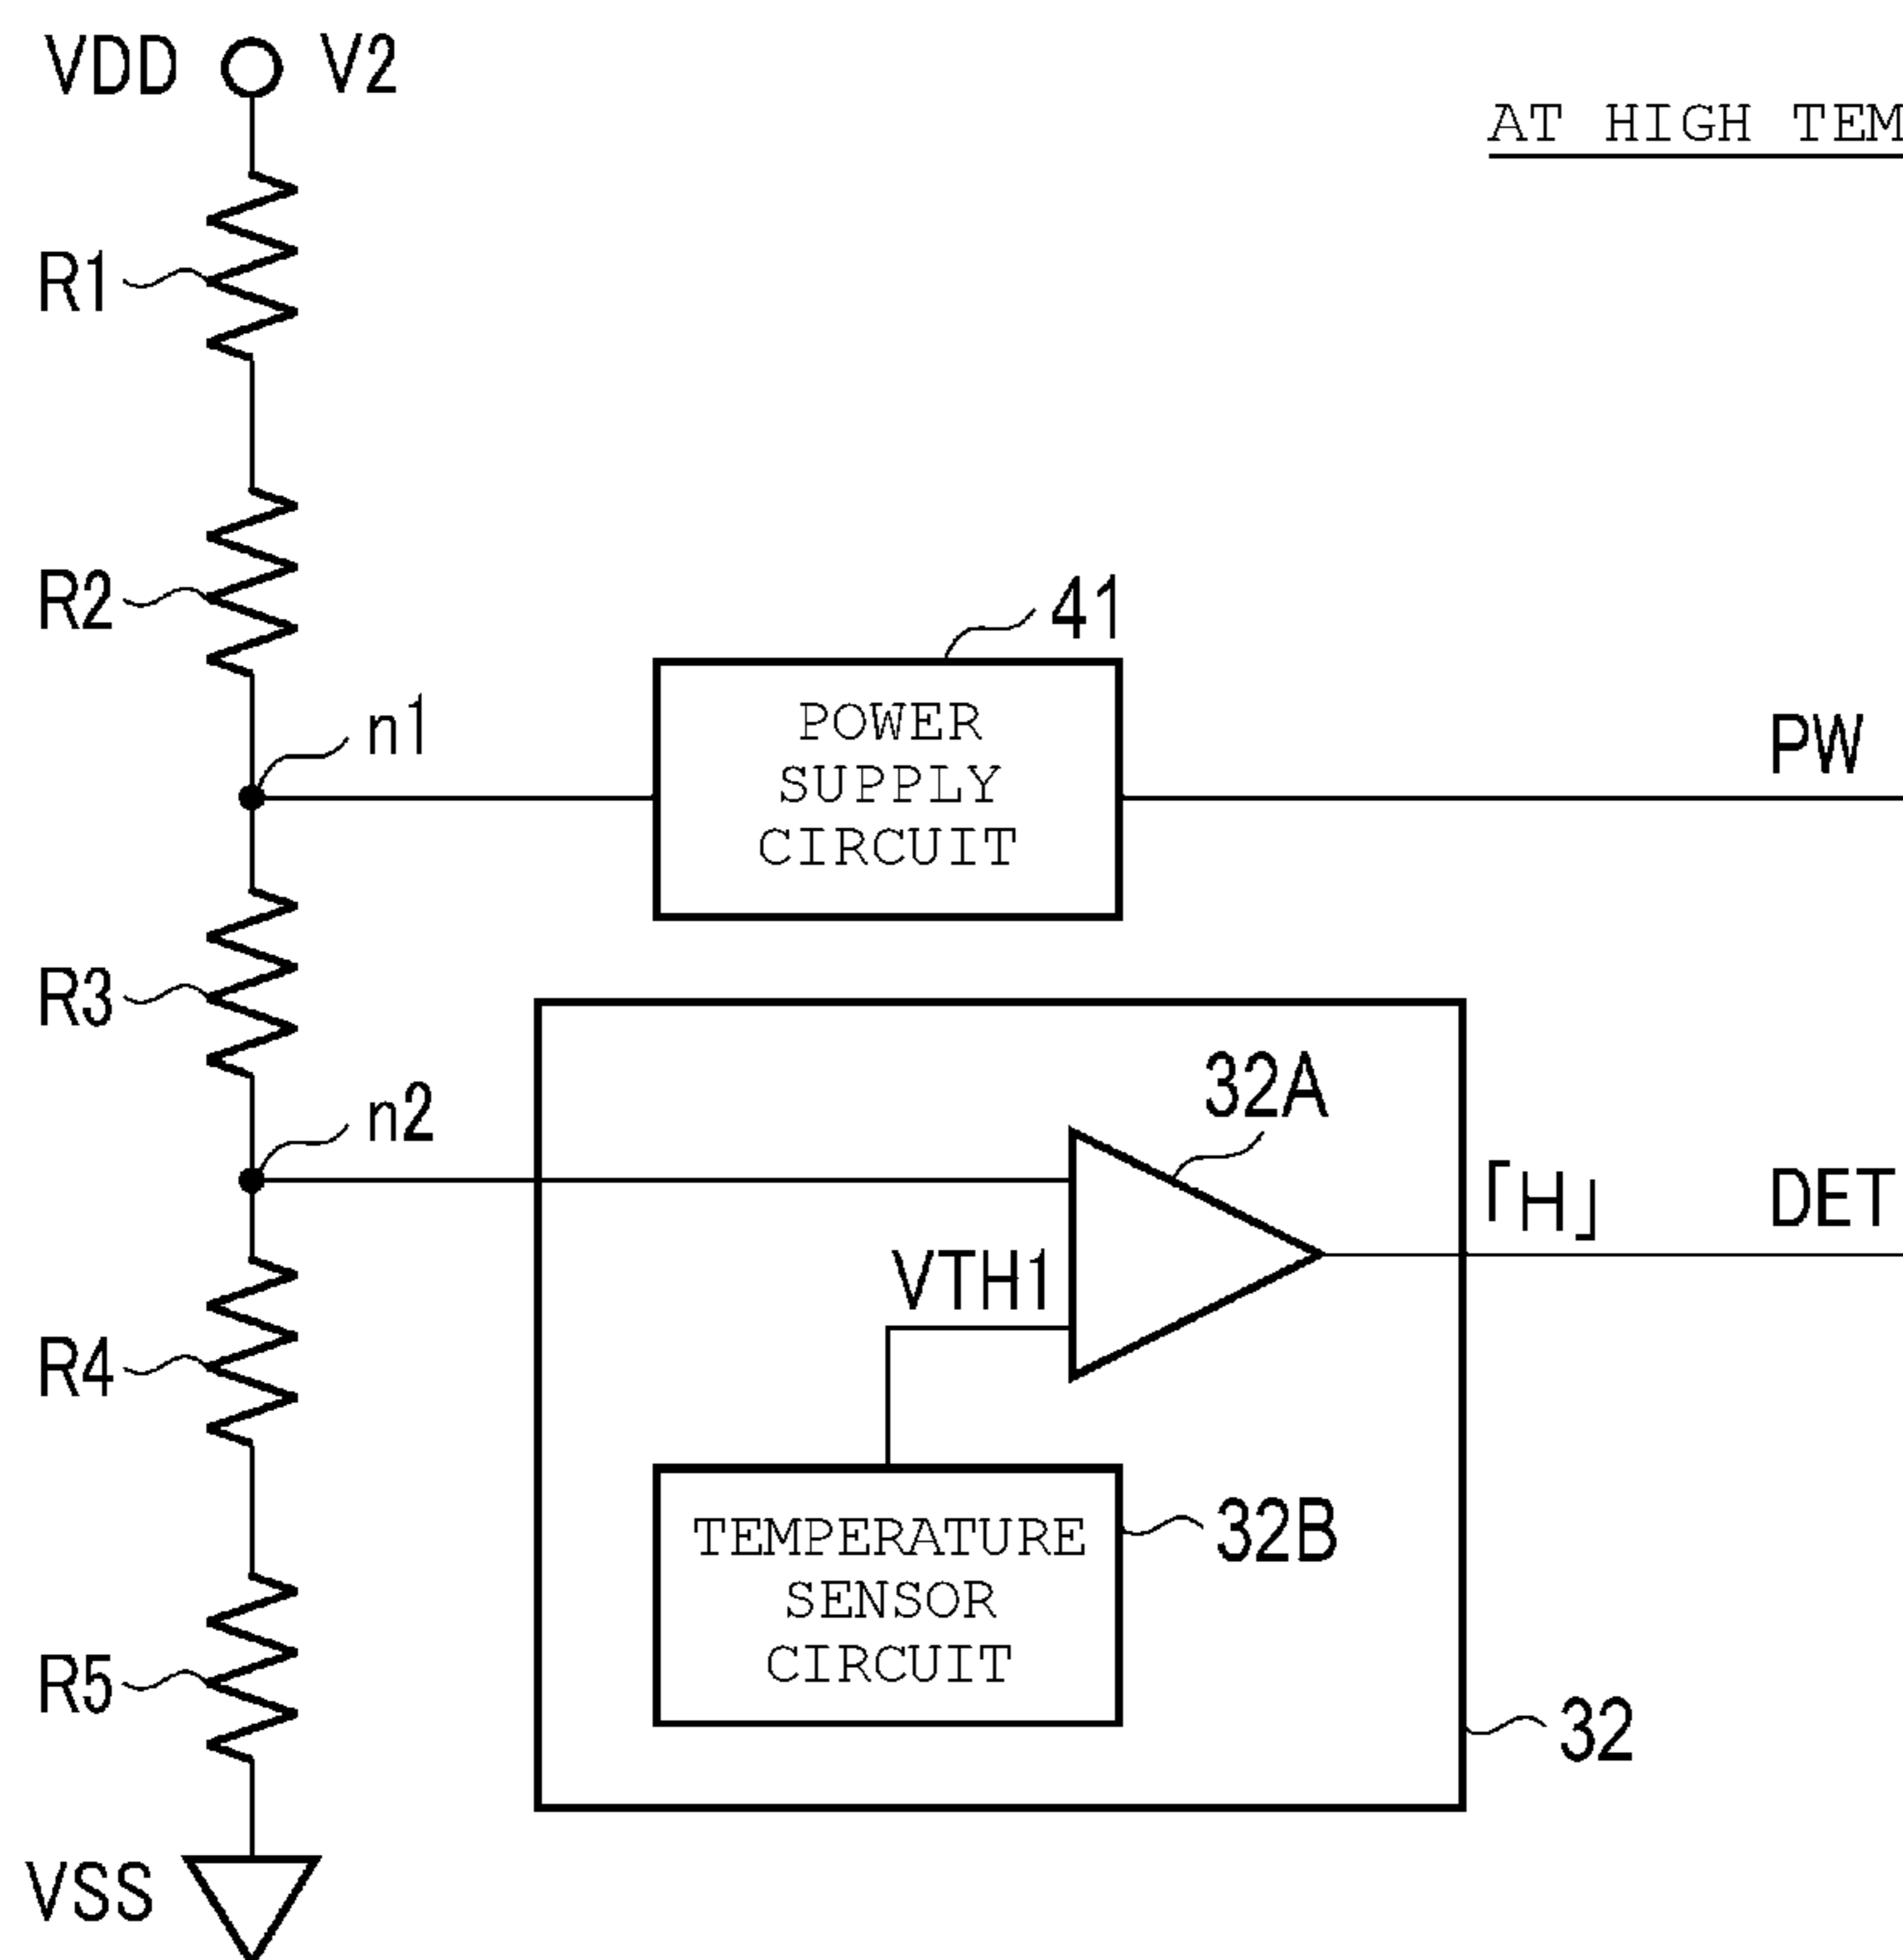 VDD
V2
AT HIGH TEM
R1
R2
41
n1
POWER
SUPPLY
CIRCUIT
PW
R3
32A
n2
「H」
DET
VTH1
R4
TEMPERATURE
SENSOR
CIRCUIT
32B
R5
32
VSS